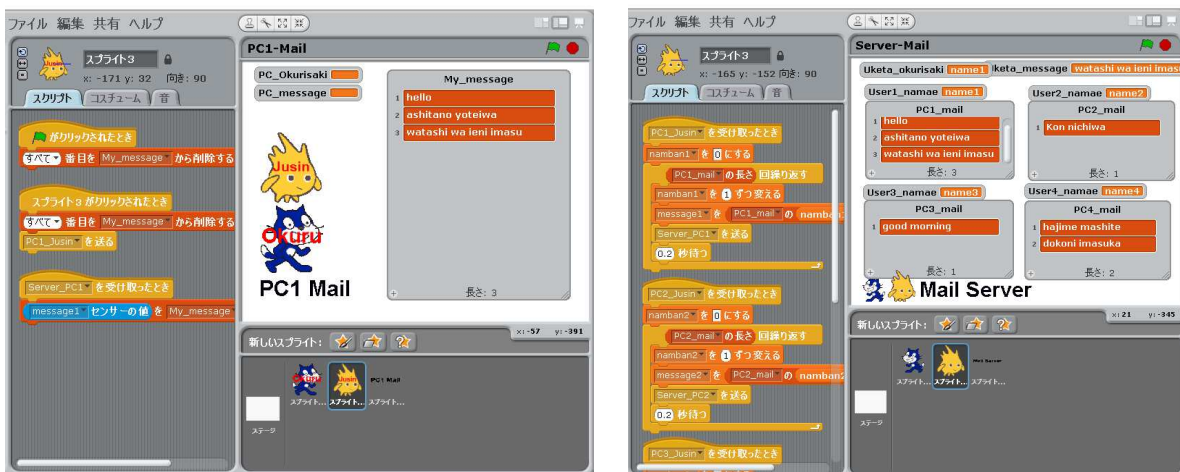 ファイル 編集 共有 ヘルプ
スプライト3
x: -171 y: 32 向き: 90
スクリプト コスチューム 音
がクリックされたとき
すべて 番目を My_message から削除する
スプライト3 がクリックされたとき
すべて 番目を My_message から削除する
PC1_Jusin を送る
Server_PC1 を受け取ったとき
message1 センサーの値 を My_message
PC1-Mail
PC_Okurisaki
PC_message
My_message
1 hello
2 ashitano yoteiwa
3 watashi wa ieni imasu
Jusin
Okuru
PC1 Mail
+ 長さ: 3
x: -57 y: -391
新しいスプライト:
Okuru
Jusin
PC1 Mail
スプライト... スプライト... スプライト...
ステージ
ファイル 編集 共有 ヘルプ
スプライト3
x: -165 y: -152 向き: 90
スクリプト コスチューム 音
PC1_Jusin を受け取ったとき
namban1 を 0 にする
PC1_mail の長さ 回繰り返す
namban1 を 1 ずつ変える
message1 を PC1_mail の namba
Server_PC1 を送る
0.2 秒待つ
PC2_Jusin を受け取ったとき
namban2 を 0 にする
PC2_mail の長さ 回繰り返す
namban2 を 1 ずつ変える
message2 を PC2_mail の namban2
Server_PC2 を送る
0.2 秒待つ
PC3_Jusin を受け取ったとき
Server-Mail
Uketa_okurisaki name1
keta_message watashi wa ieni imasu
User1_namae name1
PC1_mail
1 hello
2 ashitano yoteiwa
3 watashi wa ieni imasu
+ 長さ: 3
User2_namae name2
PC2_mail
1 Kon nichiwa
+ 長さ: 1
User3_namae name3
PC3_mail
1 good morning
+ 長さ: 1
User4_namae name4
PC4_mail
1 hajime mashite
2 dokoni imasuka
+ 長さ: 2
Mail Server
x: 21 y: -345
新しいスプライト:
Mail Server
スプライト... スプライト... スプライト...
ステージ